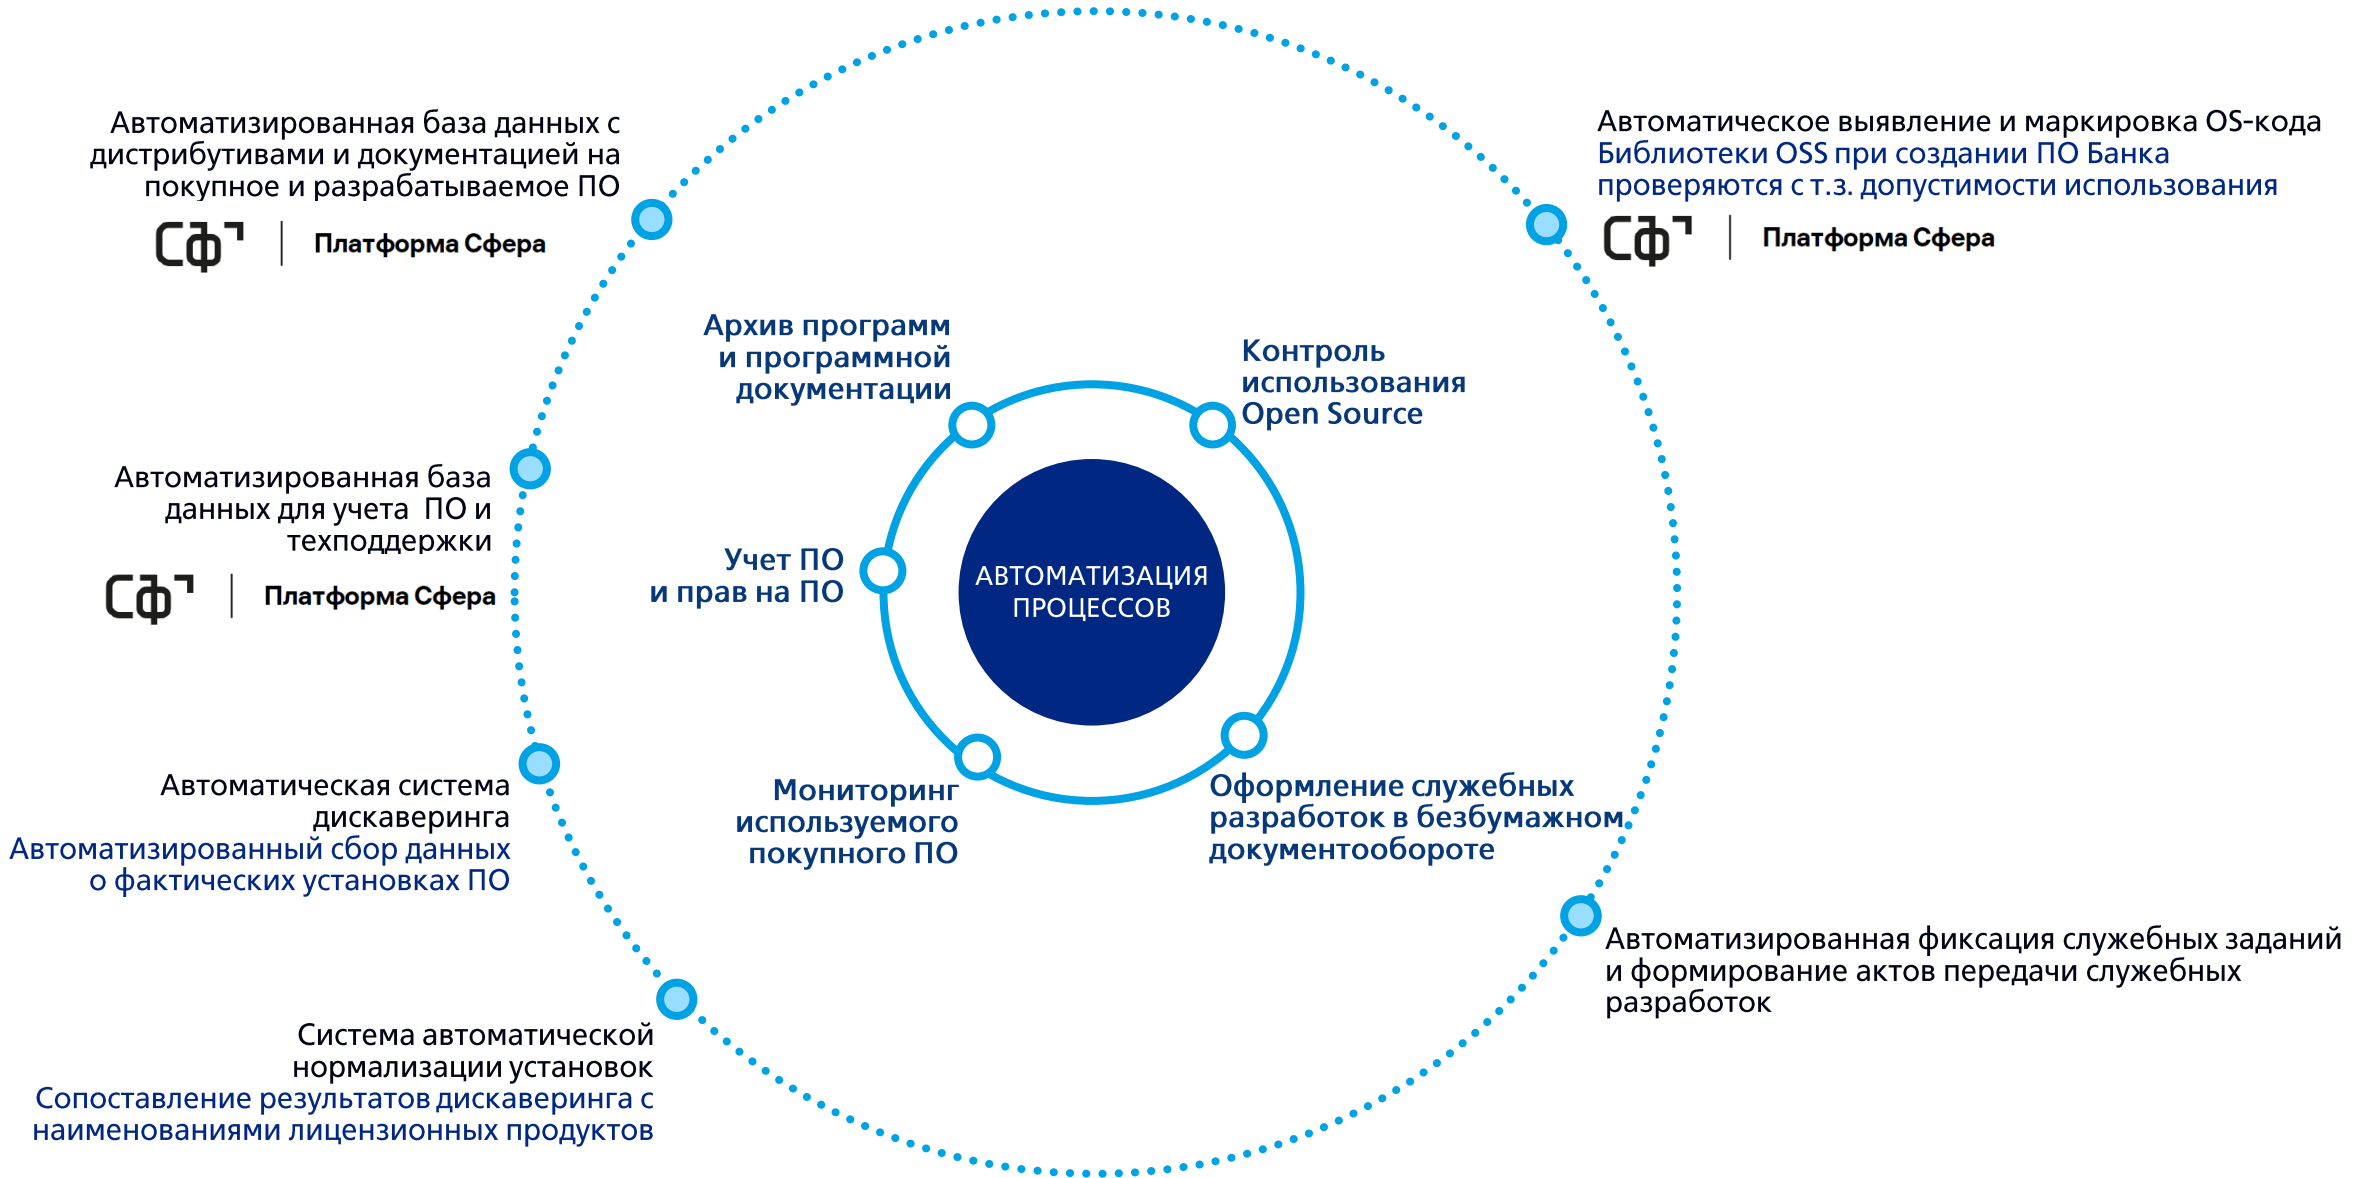 Автоматизированная база данных с
дистрибутивами и документацией на
покупное и разрабатываемое ПО
Сф
Платформа Сфера
Автоматическое выявление и маркировка OS-кода
Библиотеки OSS при создании ПО Банка
проверяются с т.з. допустимости использования
Сф
Платформа Сфера
Архив программ
и программной
документации
Контроль
использования
Open Source
Автоматизированная база
данных для учета ПО и
техподдержки
Сф
Платформа Сфера
Учет ПО
и прав на ПО
АВТОМАТИЗАЦИЯ
ПРОЦЕССОВ
Автоматическая система
дискаверинга
Автоматизированный сбор данных
о фактических установках ПО
Мониторинг
используемого
покупного ПО
Оформление служебных
разработок в безбумажном
документообороте
Автоматизированная фиксация служебных заданий
и формирование актов передачи служебных
разработок
Система автоматической
нормализации установок
Сопоставление результатов дискаверинга с
наименованиями лицензионных продуктов